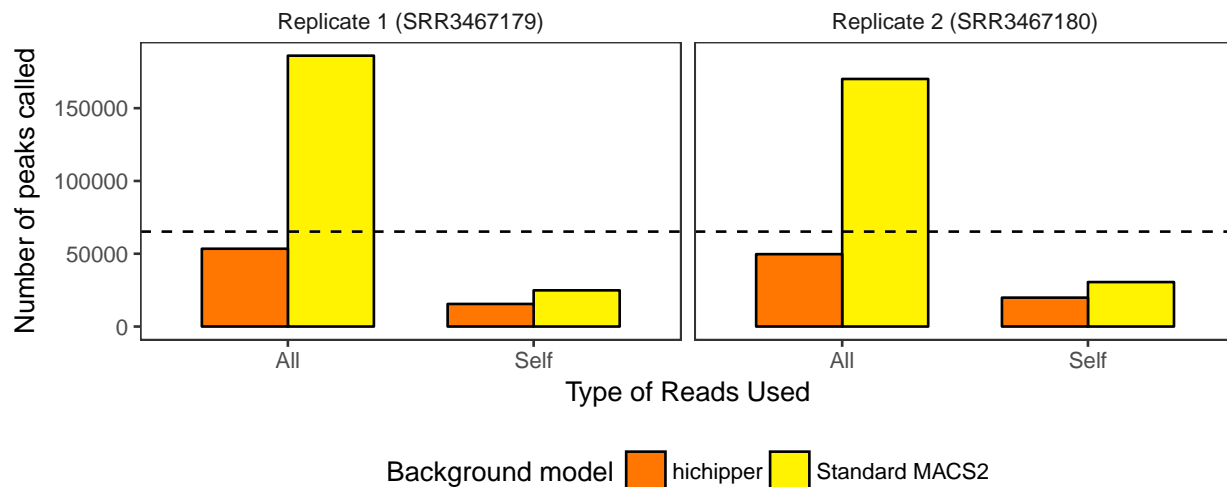 Replicate 1 (SRR3467179)
Replicate 2 (SRR3467180)
Number of peaks called
150000
100000
50000
0
All
Self
All
Self
Type of Reads Used
Background model hichipper Standard MACS2